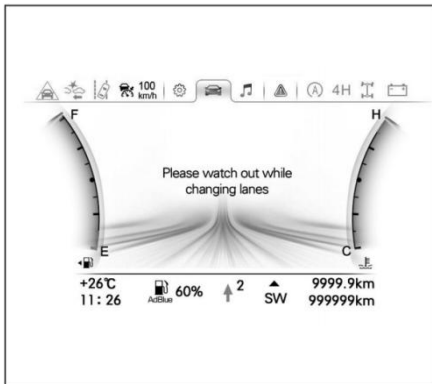 100
km/h
4H
F
H
Please watch out while
changing lanes
E
C
+26℃
AdBlue 60%
2
SW
9999.9km
11: 26
999999km